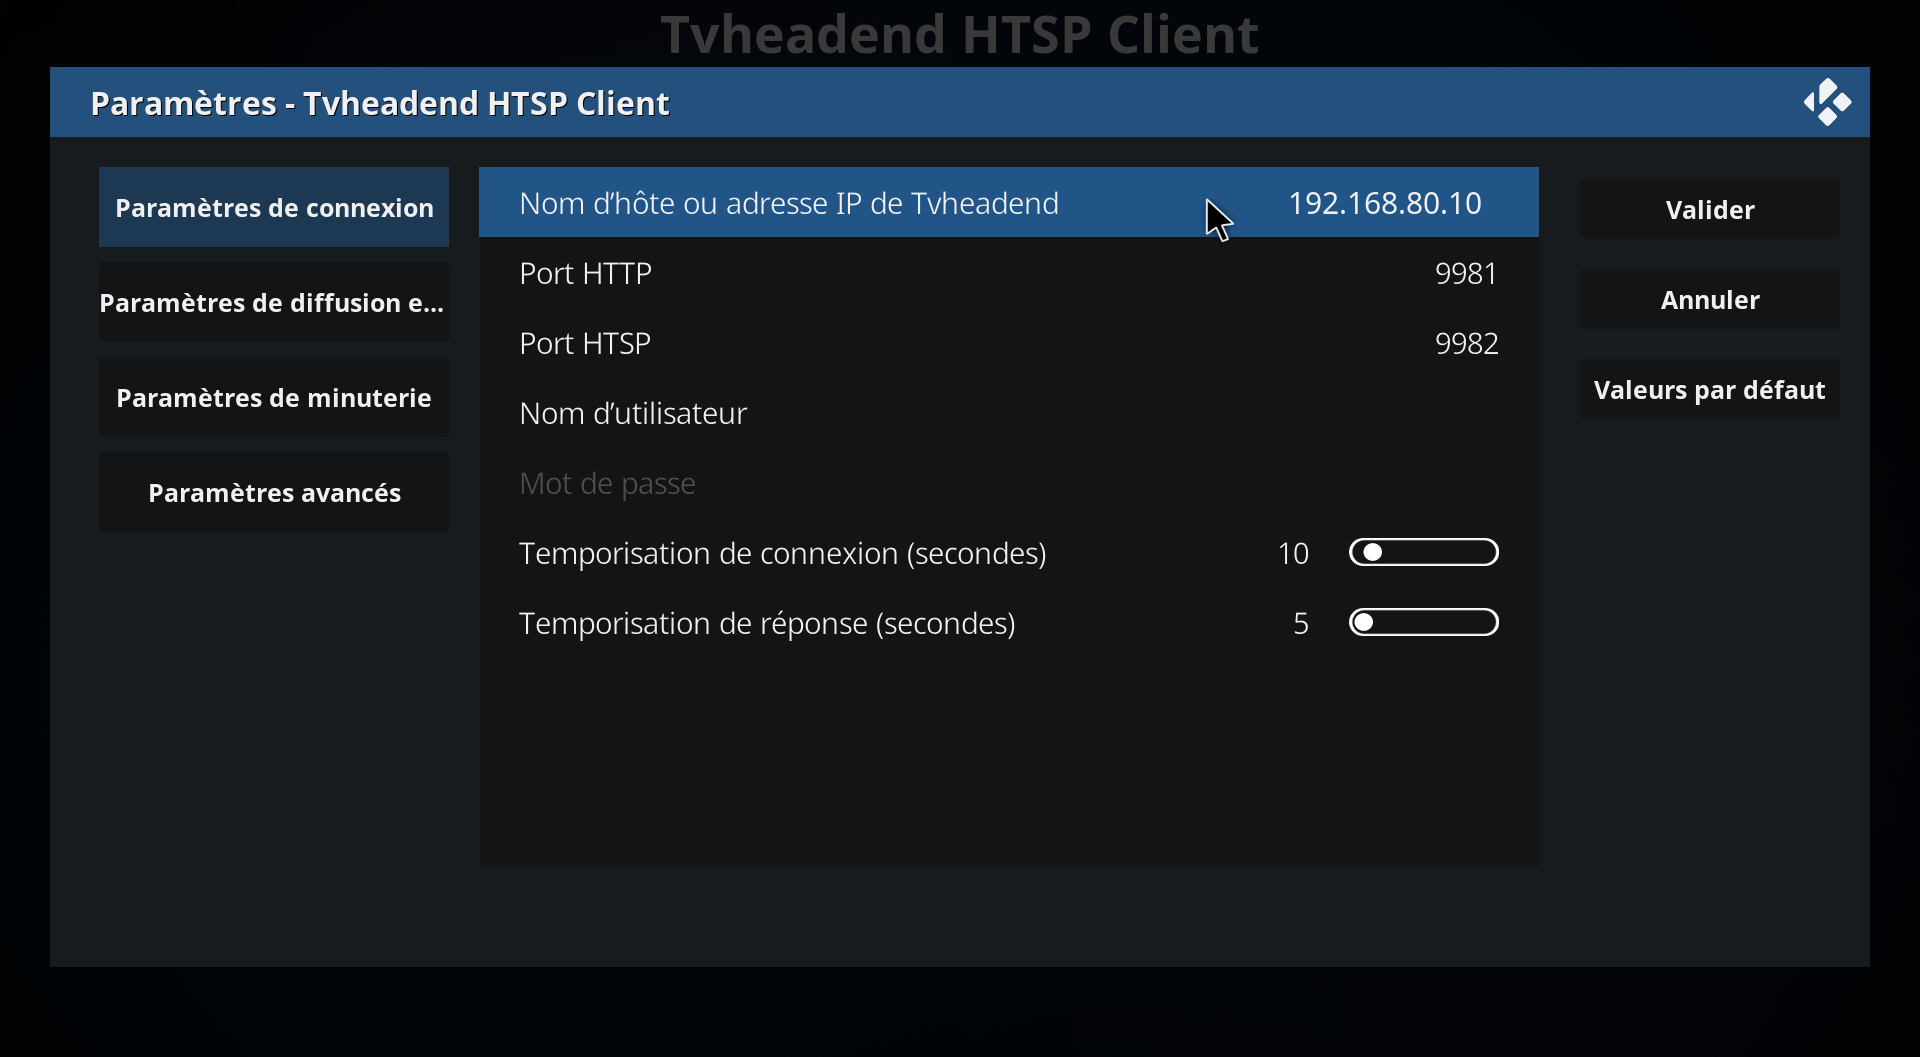 Tvheadend HTSP Client
Paramètres - Tvheadend HTSP Client
Paramètres de connexion
Paramètres de diffusion e...
Paramètres de minuterie
Paramètres avancés
Nom d’hôte ou adresse IP de Tvheadend 192.168.80.10
Port HTTP 9981
Port HTSP 9982
Nom d’utilisateur
Mot de passe
Temporisation de connexion (secondes) 10
Temporisation de réponse (secondes) 5
Valider
Annuler
Valeurs par défaut